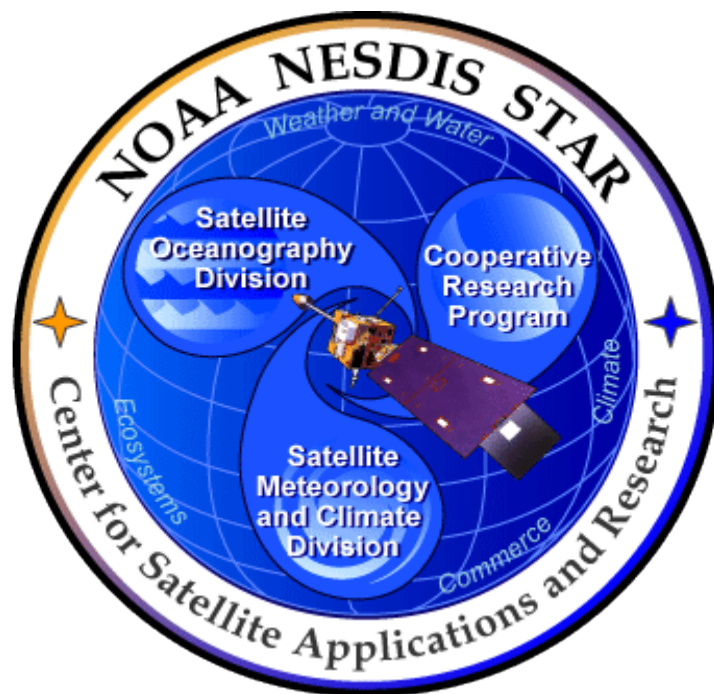 NOAA NESDIS STAR
Weather and Water
Satellite
Oceanography
Division
Cooperative
Research
Program
Climate
Ecosystems
Satellite
Meteorology
and Climate
Division
Commerce
Center for Satellite Applications and Research